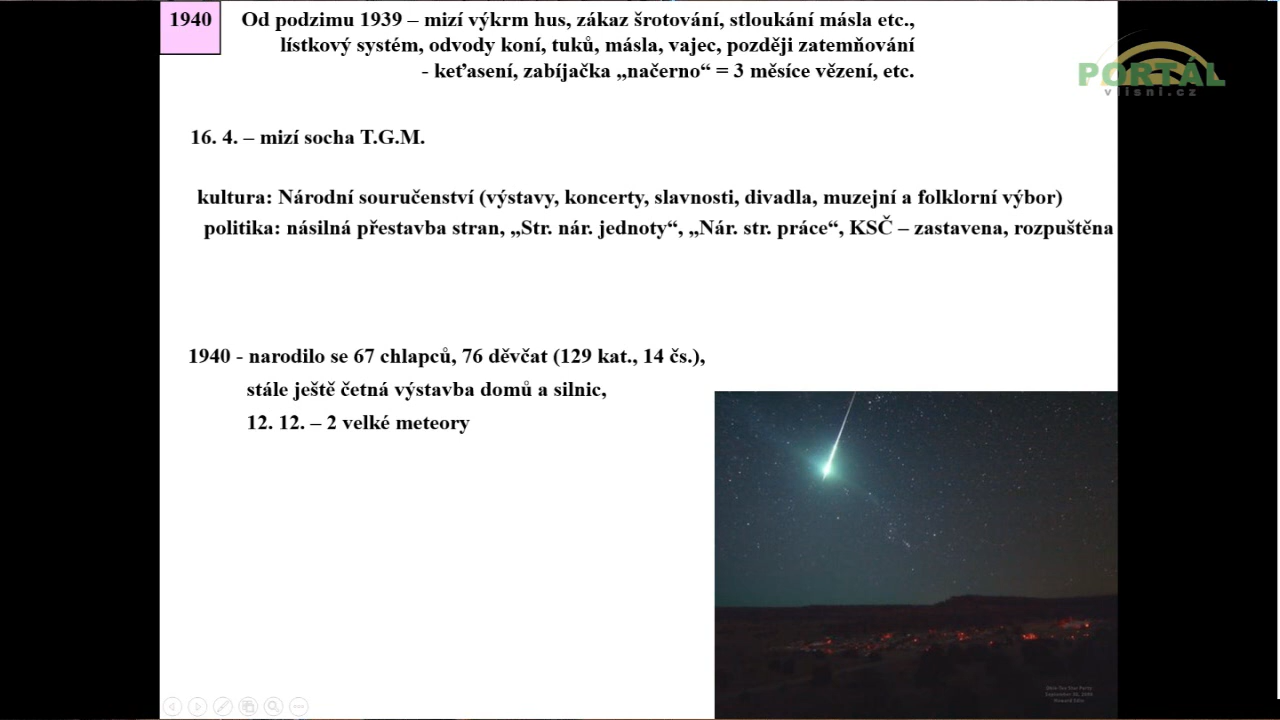 1940
Od podzimu 1939 – mizí výkrm hus, zákaz šrotování, stloukání másla etc.,
lístkový systém, odvody koní, tuků, másla, vajec, později zatemňování
- keťasení, zabíjačka „načerno“ = 3 měsíce vězení, etc.
PORTÁL
vlisni.cz
16. 4. – mizí socha T.G.M.
kultura: Národní souručenství (výstavy, koncerty, slavnosti, divadla, muzejní a folklorní výbor)
politika: násilná přestavba stran, „Str. nár. jednoty“, „Nár. str. práce“, KSČ – zastavena, rozpuštěna
1940 - narodilo se 67 chlapců, 76 děvčat (129 kat., 14 čs.),
stále ještě četná výstavba domů a silnic,
12. 12. – 2 velké meteory